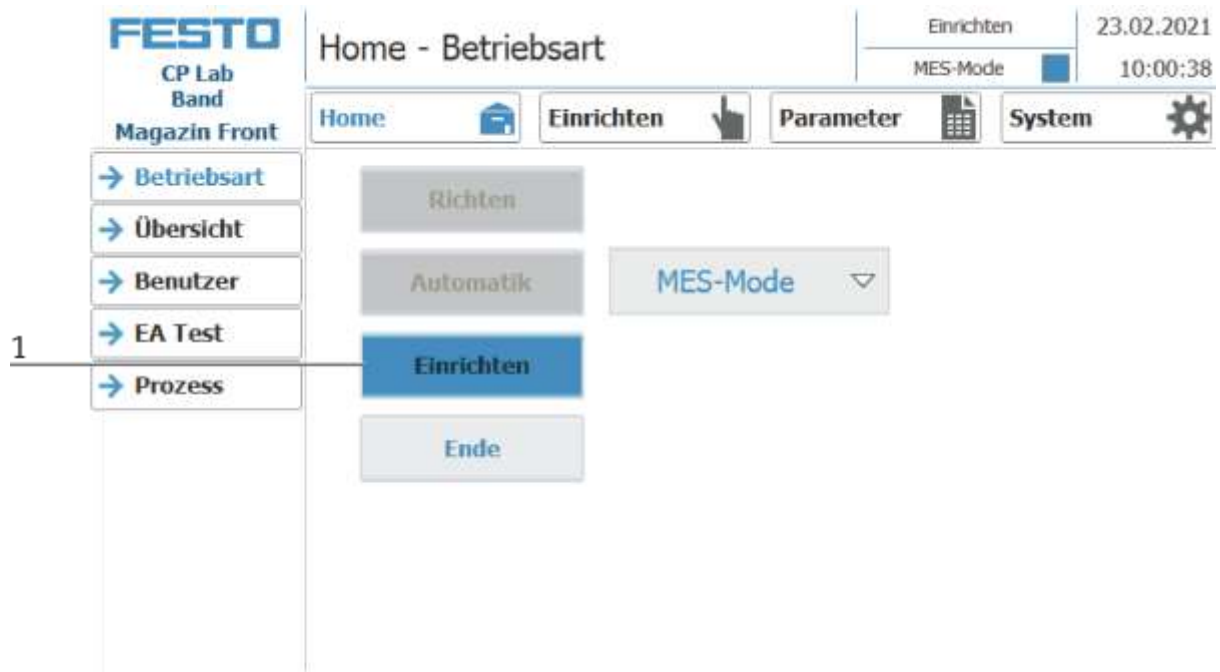 FESTO
CP Lab
Band
Magazin Front
Home - Betriebsart
Einrichten
MES-Mode
23.02.2021
10:00:38
Home
Einrichten
Parameter
System
Betriebsart
Übersicht
Benutzer
EA Test
Prozess
Richten
Automatik
MES-Mode
Einrichten
Ende
1